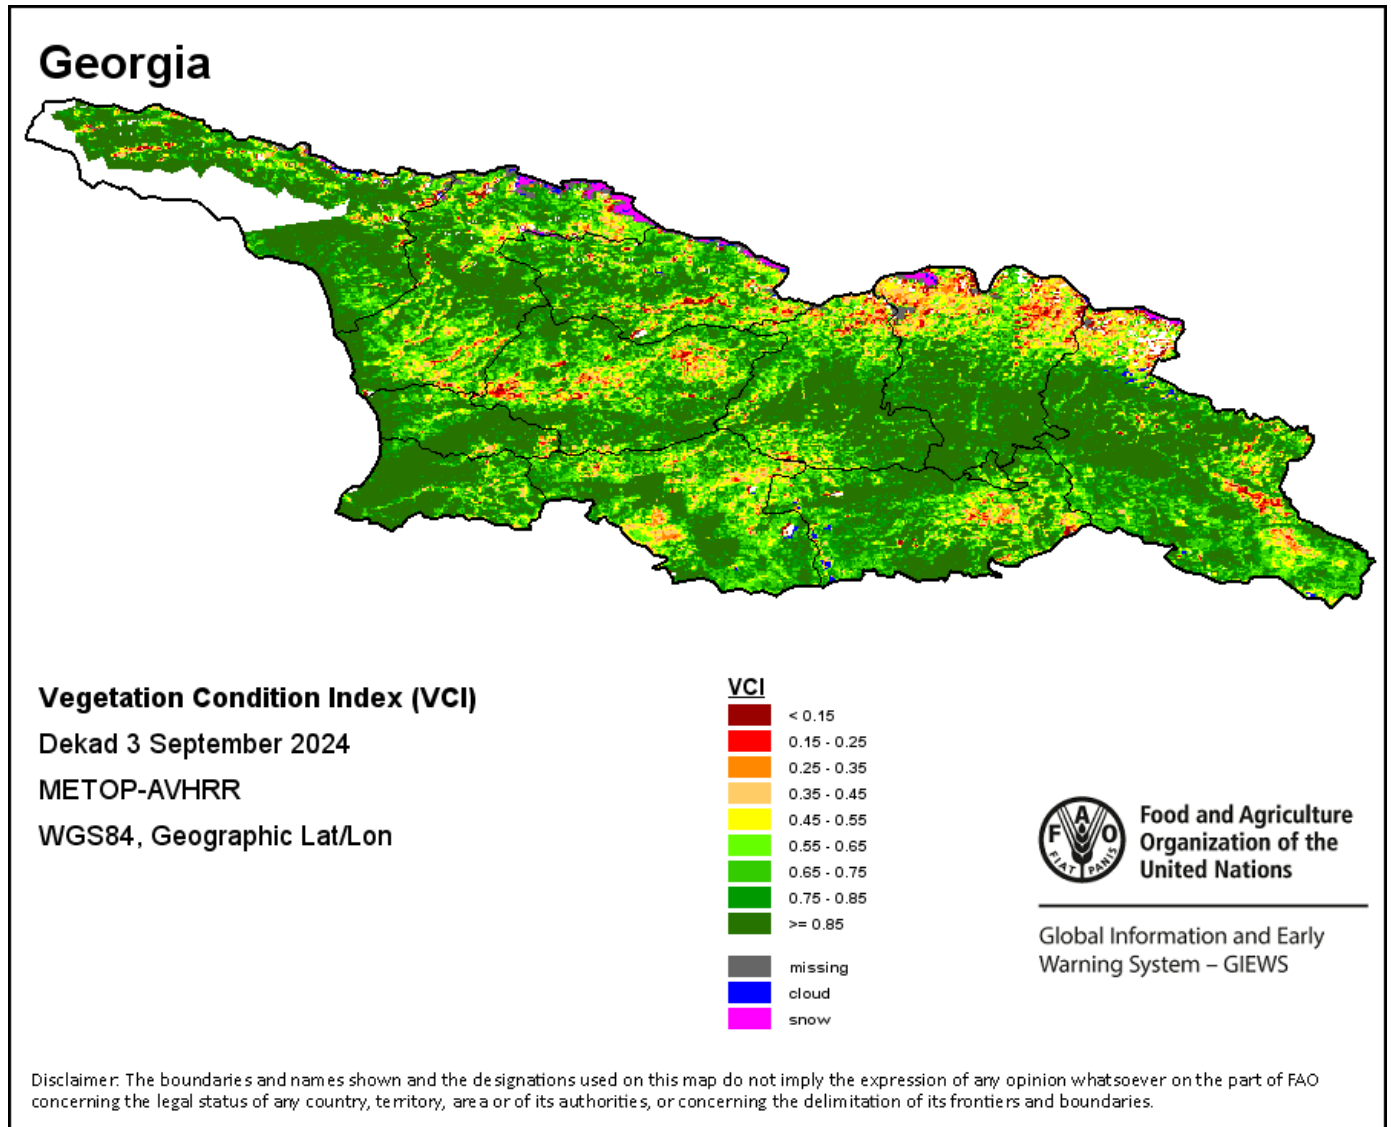 Georgia
Vegetation Condition Index (VCI)
Dekad 3 September 2024
METOP-AVHRR
WGS84, Geographic Lat/Lon
VCI
< 0.15
0.15 - 0.25
0.25 - 0.35
0.35 - 0.45
0.45 - 0.55
0.55 - 0.65
0.65 - 0.75
0.75 - 0.85
>= 0.85
missing
cloud
snow
F A O
FIAT PANIS
Food and Agriculture
Organization of the
United Nations
Global Information and Early
Warning System – GIEWS
Disclaimer: The boundaries and names shown and the designations used on this map do not imply the expression of any opinion whatsoever on the part of FAO
concerning the legal status of any country, territory, area or of its authorities, or concerning the delimitation of its frontiers and boundaries.